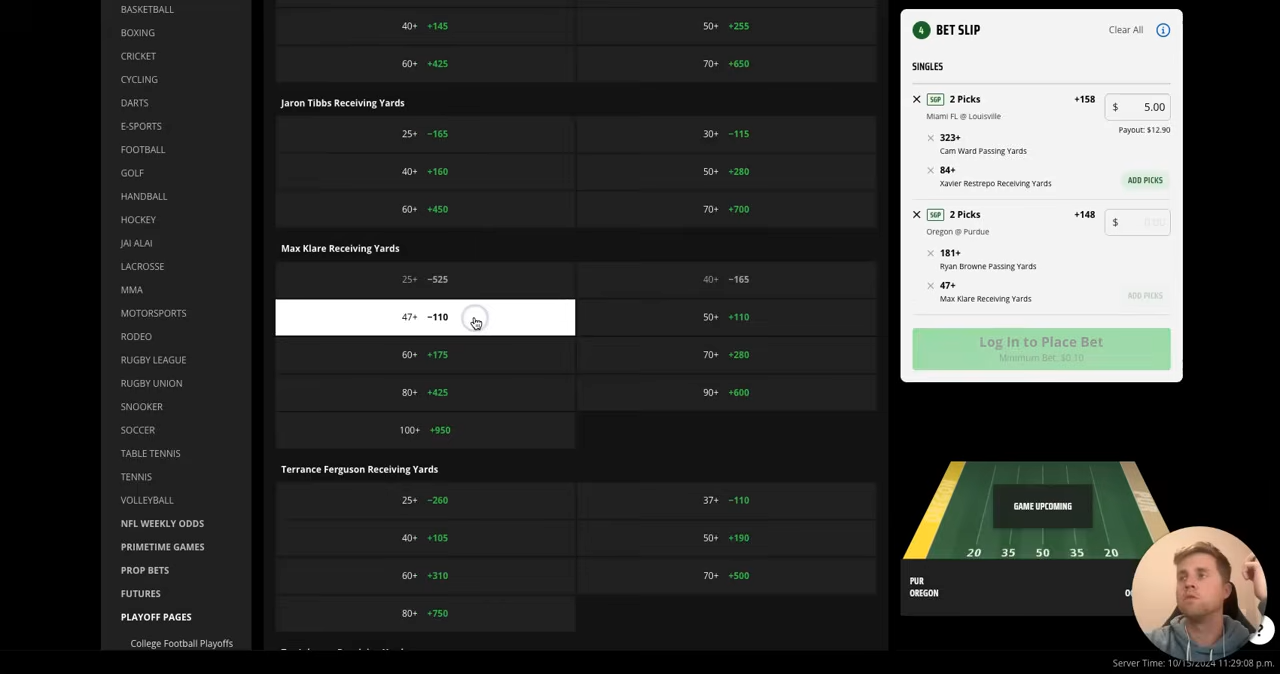 BASKETBALL
BOXING
CRICKET
CYCLING
DARTS
E-SPORTS
FOOTBALL
GOLF
HANDBALL
HOCKEY
JAI ALAI
LACROSSE
MMA
MOTORSPORTS
RODEO
RUGBY LEAGUE
RUGBY UNION
SNOOKER
SOCCER
TABLE TENNIS
TENNIS
VOLLEYBALL
NFL WEEKLY ODDS
PRIMETIME GAMES
PROP BETS
FUTURES
PLAYOFF PAGES
College Football Playoffs
40+ +145 50+ +255
60+ +425 70+ +650
Jaron Tibbs Receiving Yards
25+ −165 30+ −115
40+ +160 50+ +280
60+ +450 70+ +700
Max Klare Receiving Yards
25+ −525 40+ −165
47+ −110 50+ +110
60+ +175 70+ +280
80+ +425 90+ +600
100+ +950
Terrance Ferguson Receiving Yards
25+ −260 37+ −110
40+ +105 50+ +190
60+ +310 70+ +500
80+ +750
4 BET SLIP Clear All i
SINGLES
SGP 2 Picks +158 $ 5.00
Miami FL @ Louisville
Payout: $12.90
323+
Cam Ward Passing Yards
84+
Xavier Restrepo Receiving Yards
ADD PICKS
SGP 2 Picks +148 $ 0.00
Oregon @ Purdue
181+
Ryan Browne Passing Yards
47+
Max Klare Receiving Yards
ADD PICKS
Log In to Place Bet
Minimum Bet: $0.10
GAME UPCOMING
20 35 50 35 20
PUR
OREGON
?
Server Time: 10/15/2024 11:29:08 p.m.